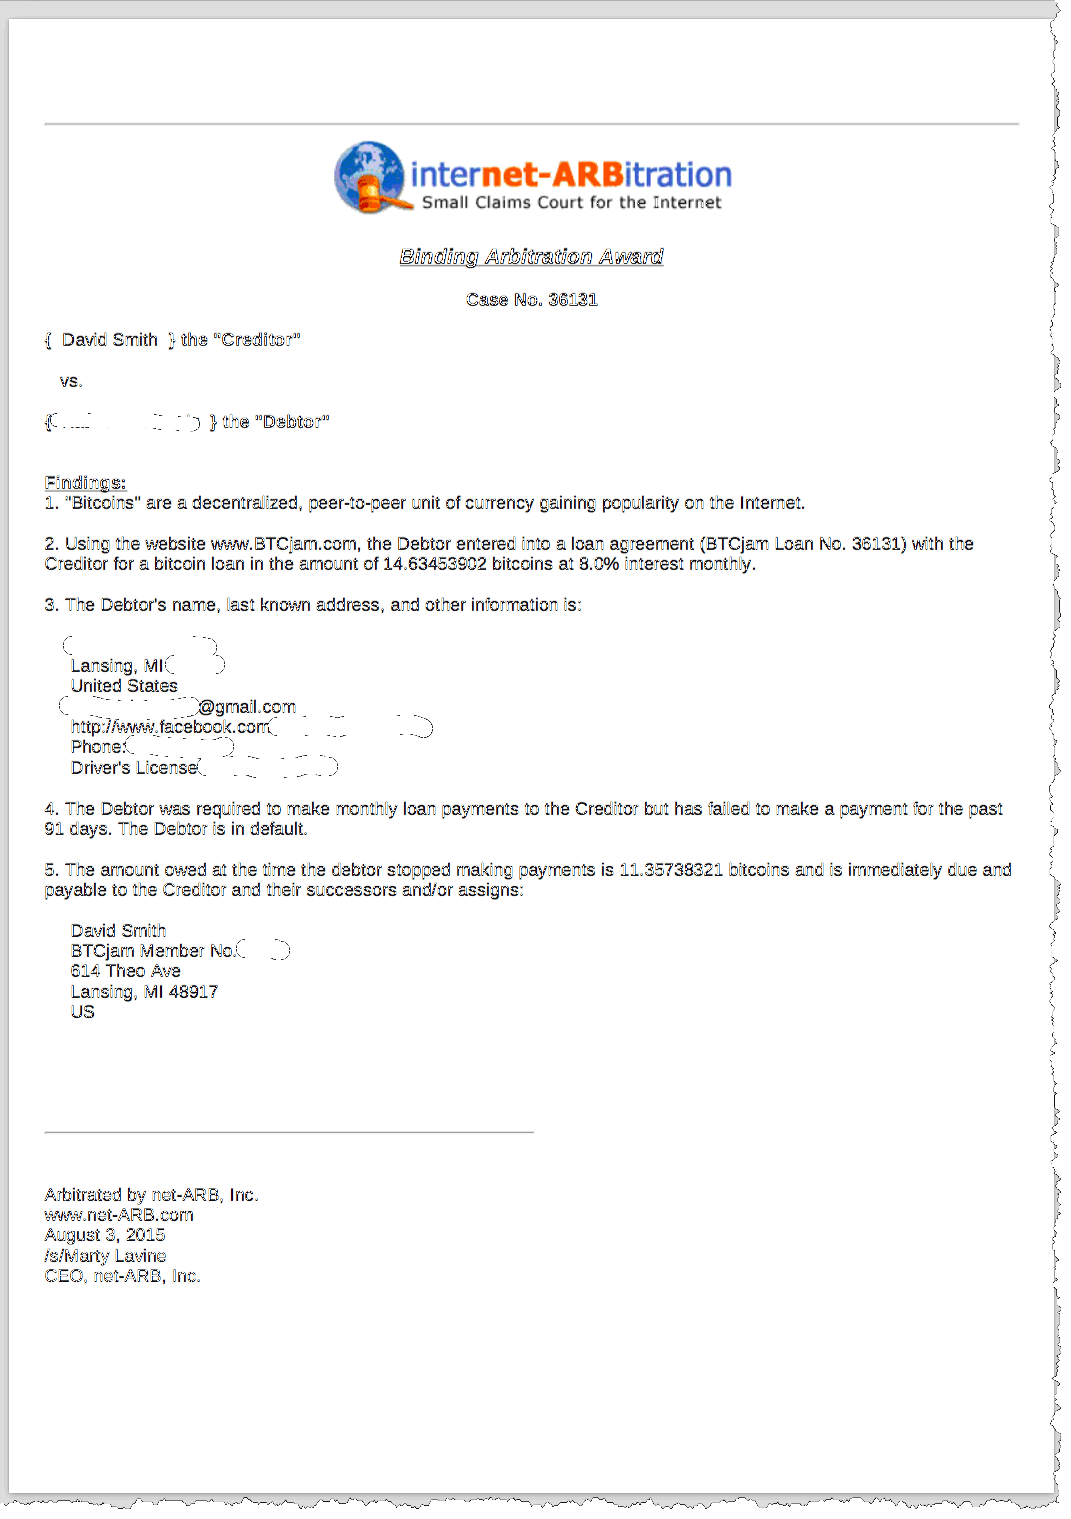 internet-ARBitration
Small Claims Court for the Internet
Binding Arbitration Award
Case No. 36131
{ David Smith } the "Creditor"
vs.
{ } the "Debtor"
Findings:
1. "Bitcoins" are a decentralized, peer-to-peer unit of currency gaining popularity on the Internet.
2. Using the website www.BTCjam.com, the Debtor entered into a loan agreement (BTCjam Loan No. 36131) with the
Creditor for a bitcoin loan in the amount of 14.63453902 bitcoins at 8.0% interest monthly.
3. The Debtor's name, last known address, and other information is:
Lansing, MI
United States
@gmail.com
http://www.facebook.com
Phone:
Driver's License
4. The Debtor was required to make monthly loan payments to the Creditor but has failed to make a payment for the past
91 days. The Debtor is in default.
5. The amount owed at the time the debtor stopped making payments is 11.35738321 bitcoins and is immediately due and
payable to the Creditor and their successors and/or assigns:
David Smith
BTCjam Member No.
614 Theo Ave
Lansing, MI 48917
US
Arbitrated by net-ARB, Inc.
www.net-ARB.com
August 3, 2015
/s/Marty Lavine
CEO, net-ARB, Inc.